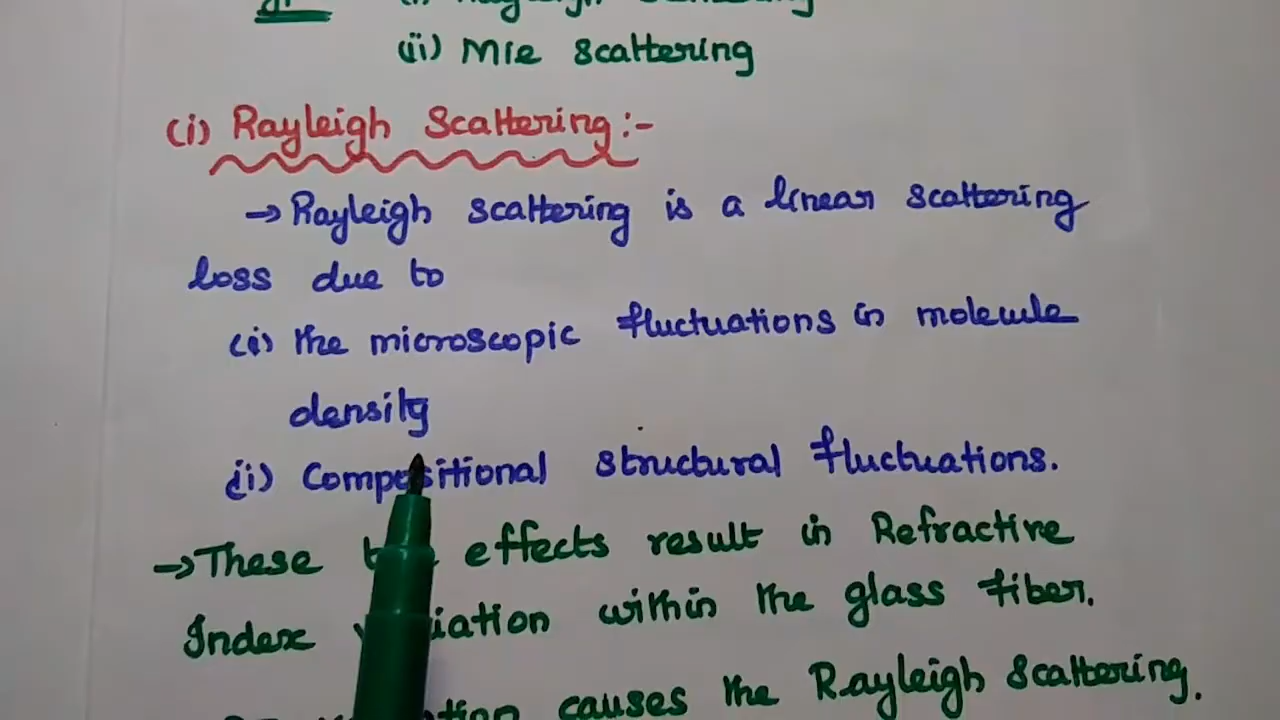 (ii) Mie Scattering
(i) Rayleigh Scattering:-
→ Rayleigh scattering is a linear scattering
loss due to
(i) the microscopic fluctuations in molecule
density
(ii) Compositional structural fluctuations.
→ These effects result in Refractive
Index within the glass fiber.
causes the Rayleigh Scattering.